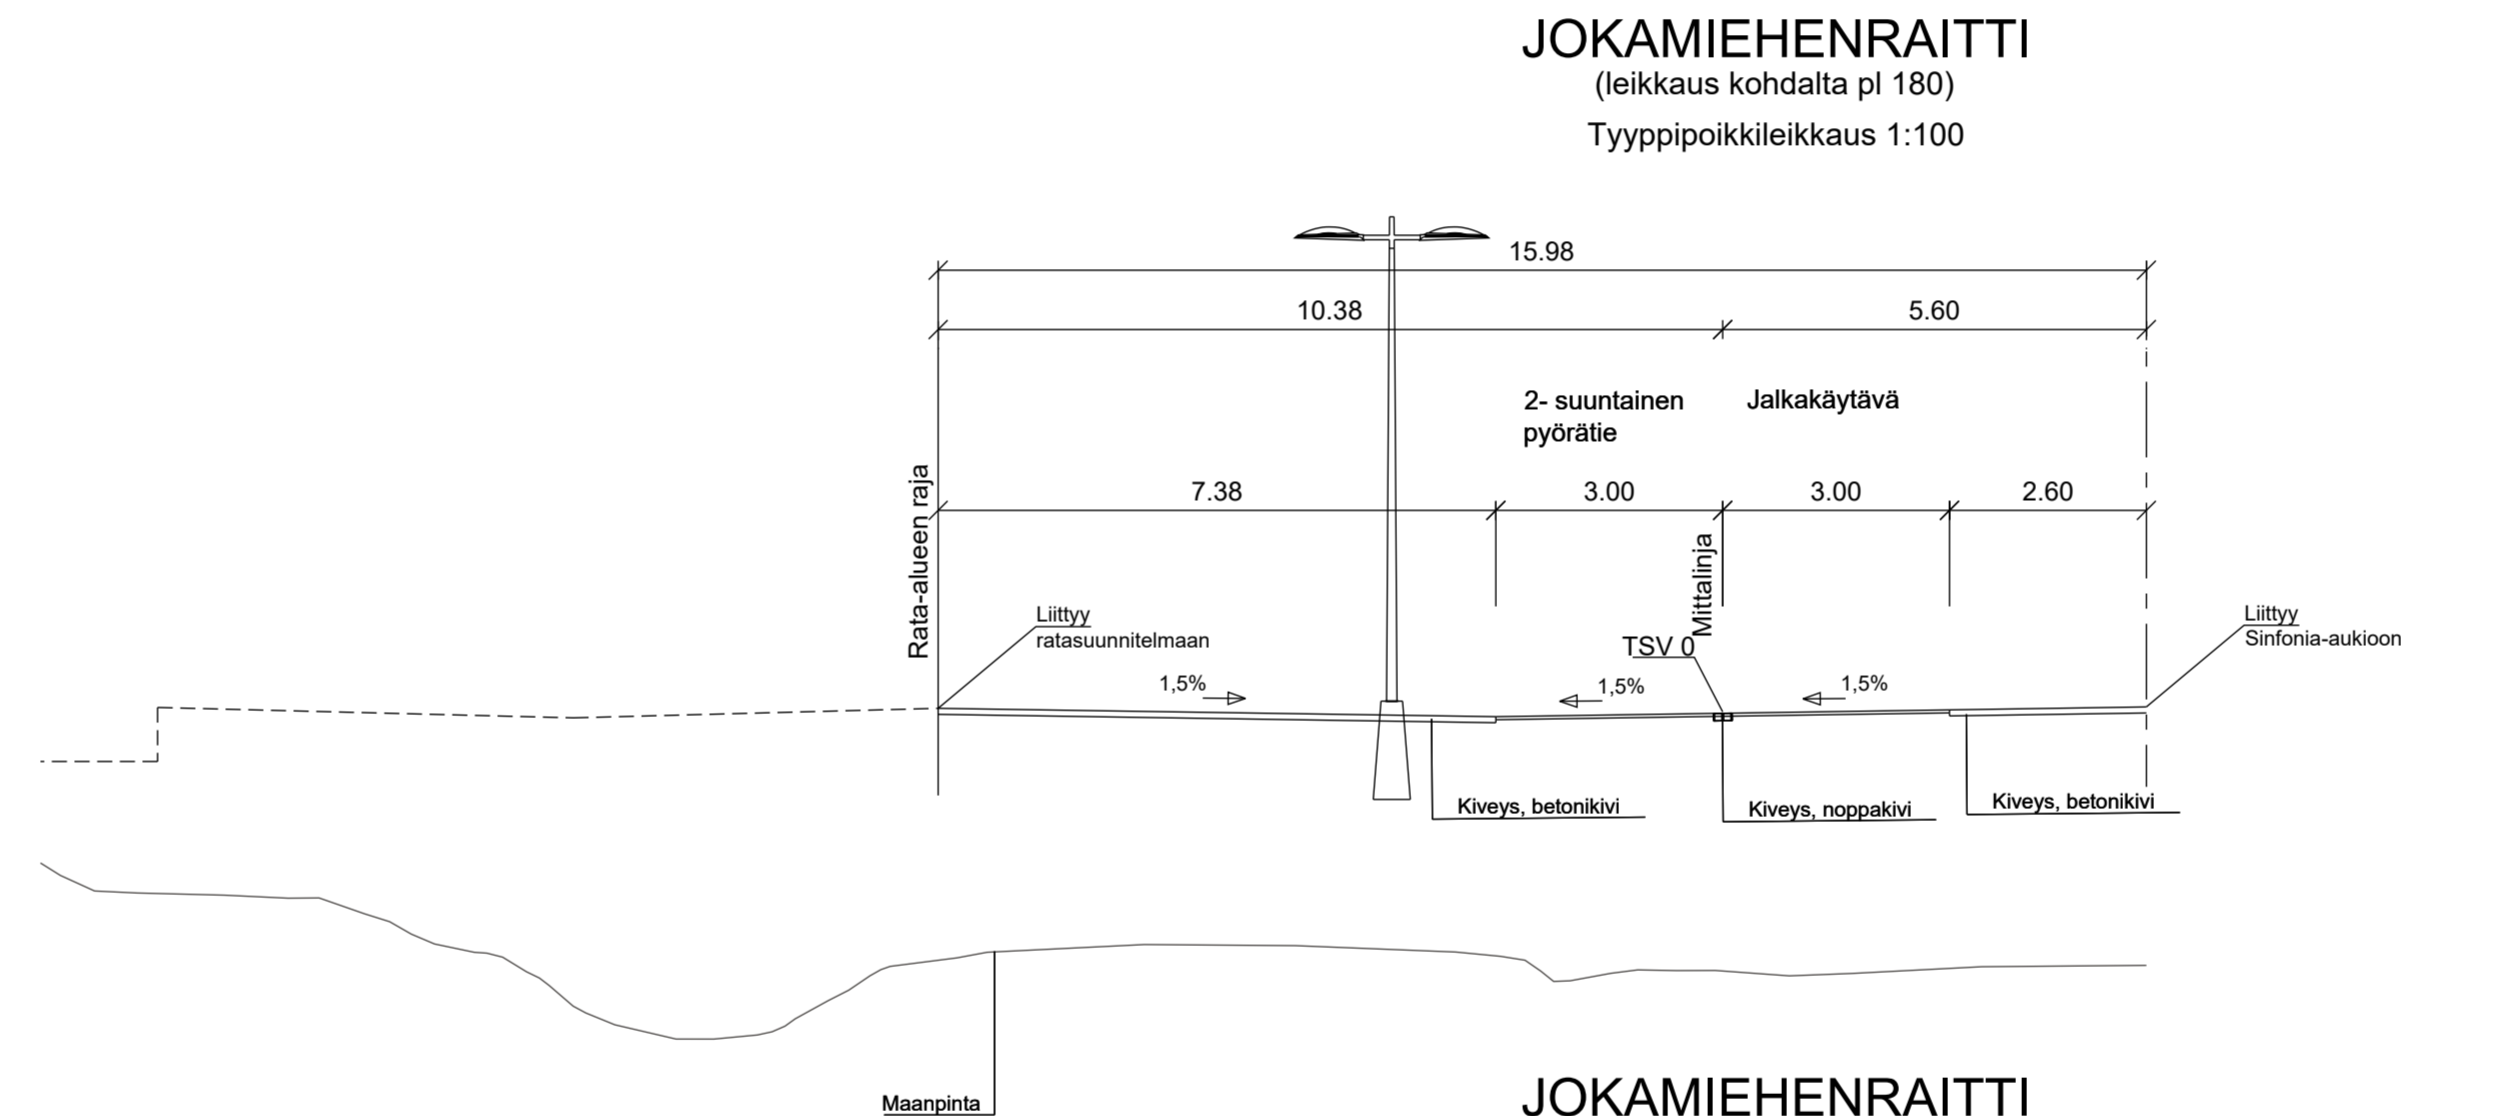 JOKAMIEHENRAITTI
(leikkaus kohdalta pl 180)
Tyyppipoikkileikkaus 1:100
15.98
10.38
5.60
2- suuntainen
pyörätie
Jalkakäytävä
7.38
3.00
3.00
2.60
Rata-alueen raja
Mittalinja
Liittyy
ratasuunnitelmaan
TSV 0
Liittyy
Sinfonia-aukioon
1,5%
1,5%
1,5%
Kiveys, betonikivi
Kiveys, noppakivi
Kiveys, betonikivi
Maanpinta
JOKAMIEHENRAITTI